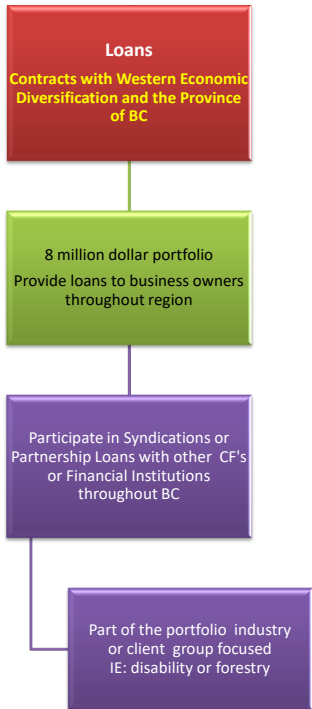 Loans
Contracts with Western Economic
Diversification and the Province
of BC
8 million dollar portfolio
Provide loans to business owners
throughout region
Participate in Syndications or
Partnership Loans with other CF's
or Financial Institutions
throughout BC
Part of the portfolio industry
or client group focused
IE: disability or forestry